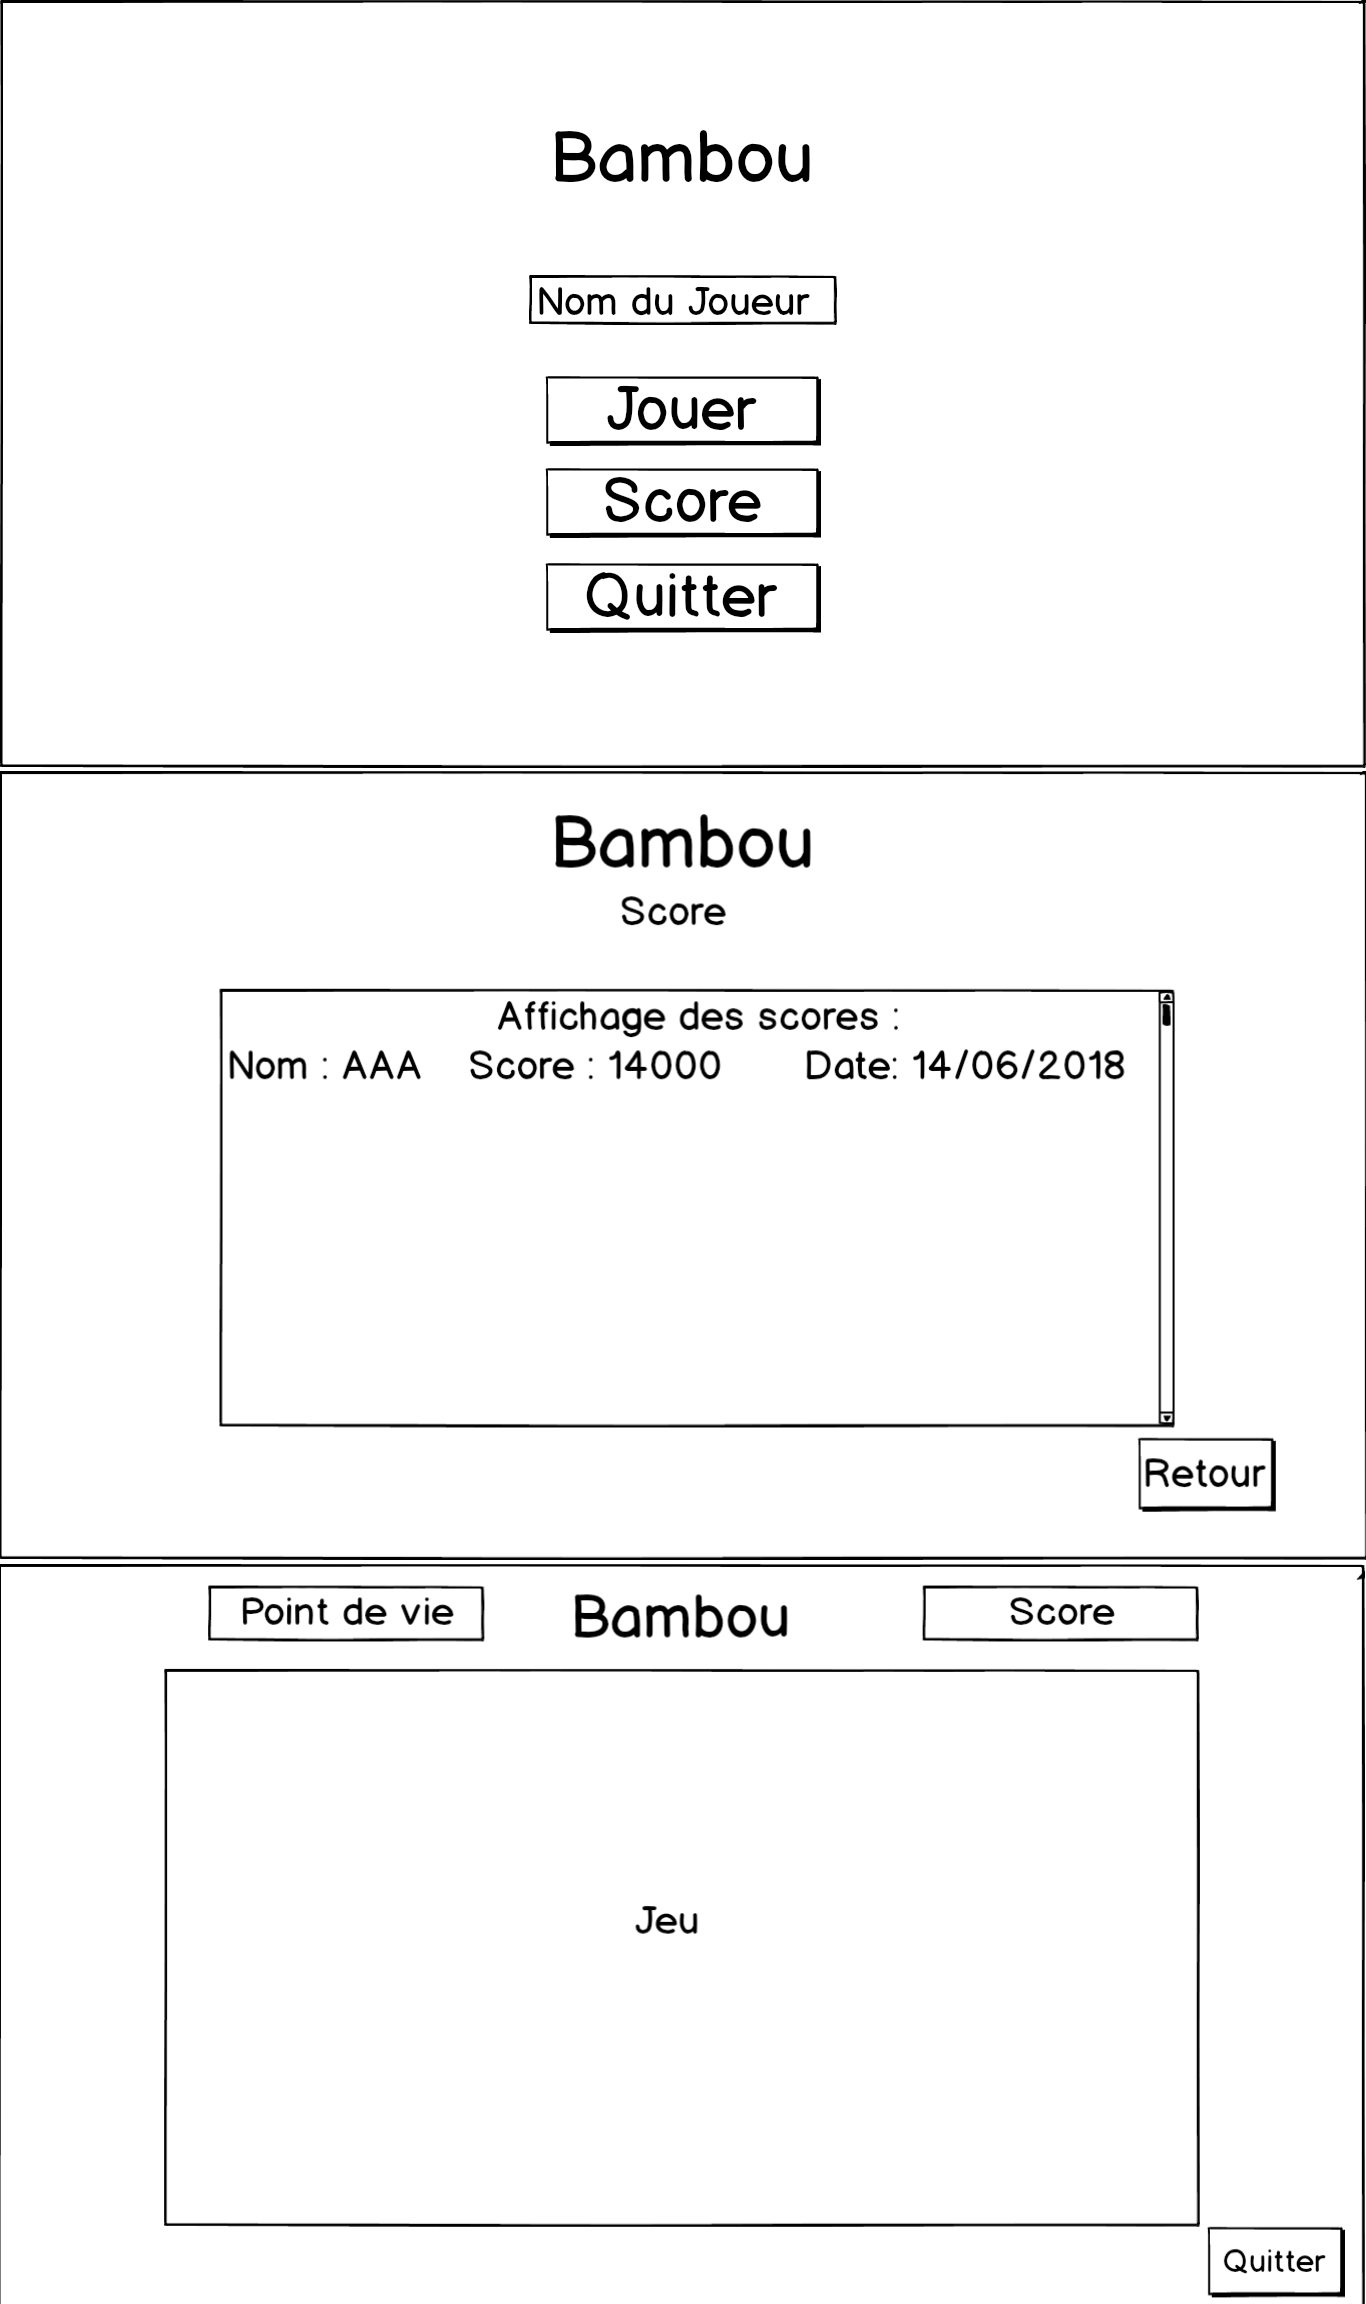 Bambou
Nom du Joueur
Jouer
Score
Quitter
Bambou
Score
Affichage des scores :
Nom : AAA Score : 14000 Date: 14/06/2018
Retour
Point de vie Bambou Score
Jeu
Quitter